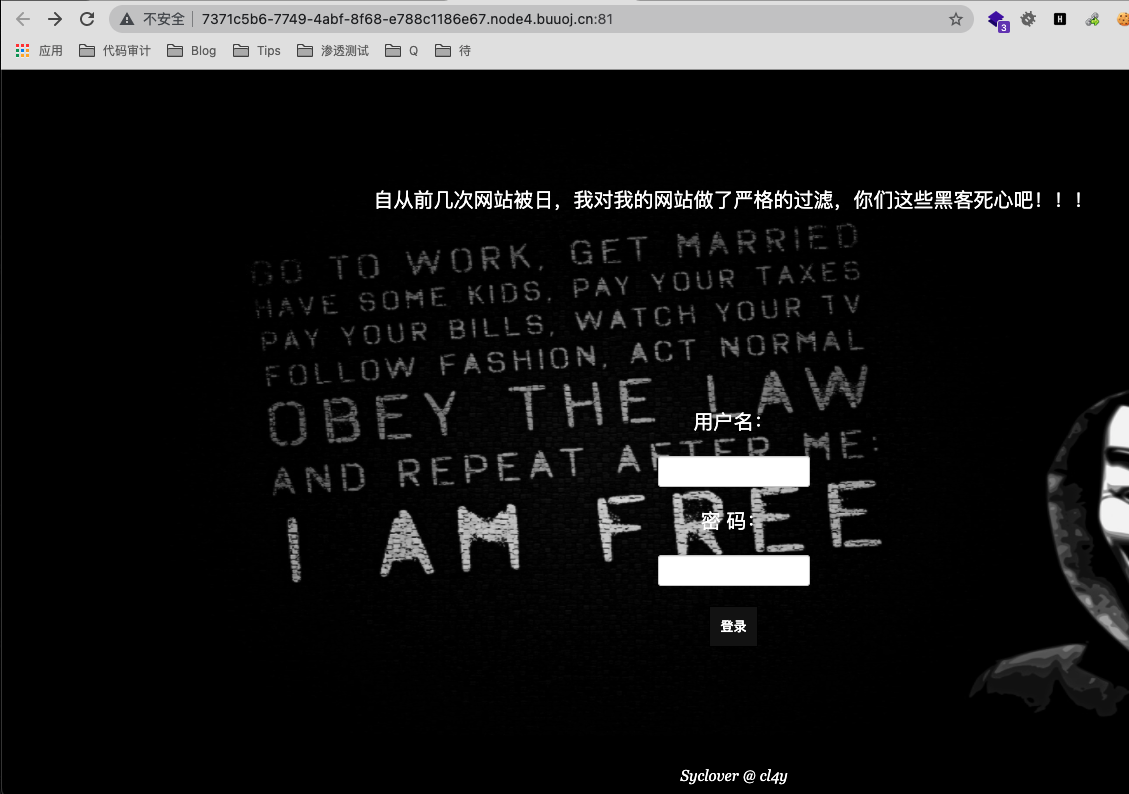 不安全 7371c5b6-7749-4abf-8f68-e788c1186e67.node4.buuoj.cn:81 3 H
应用 代码审计 Blog Tips 渗透测试 Q 待
自从前几次网站被日，我对我的网站做了严格的过滤，你们这些黑客死心吧！！！
GO TO WORK, GET MARRIED
HAVE SOME KIDS, PAY YOUR TAXES
PAY YOUR BILLS, WATCH YOUR TV
FOLLOW FASHION, ACT NORMAL
OBEY THE LAW
用户名：
AND REPEAT AFTER ME:
I AM FREE
密 码：
登录
Syclover @ cl4y